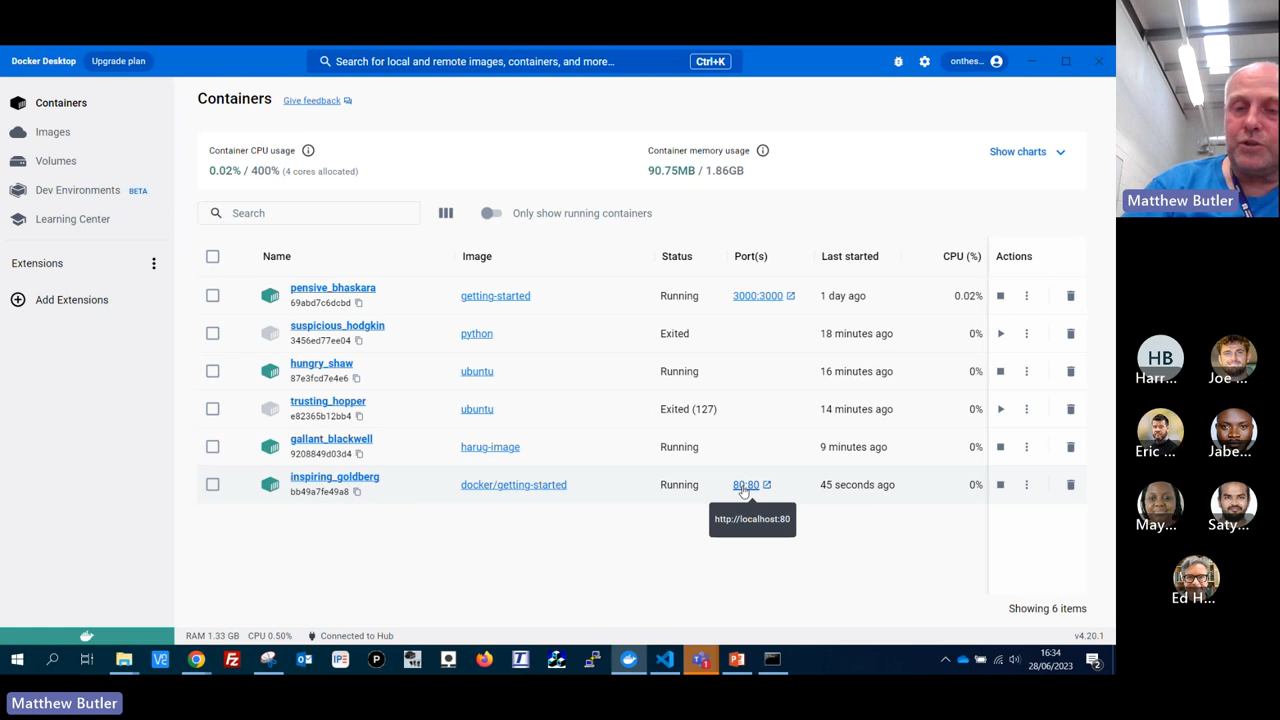 Docker Desktop Upgrade plan Search for local and remote images, containers, and more... Ctrl+K onthes...
Containers
Images
Volumes
Dev Environments BETA
Learning Center
Extensions
Add Extensions
Containers Give feedback
Container CPU usage
0.02% / 400% (4 cores allocated)
Container memory usage
90.75MB / 1.86GB
Show charts
Search
Only show running containers
Name Image Status Port(s) Last started CPU (%) Actions
pensive_bhaskara
69abd7c6dcbd
getting-started Running 3000:3000 1 day ago 0.02%
suspicious_hodgkin
3456ed77ee04
python Exited 18 minutes ago 0%
hungry_shaw
87e3fcd7e4e6
ubuntu Running 16 minutes ago 0%
trusting_hopper
e82365b12bb4
ubuntu Exited (127) 14 minutes ago 0%
gallant_blackwell
9208849d03d4
harug-image Running 9 minutes ago 0%
inspiring_goldberg
bb49a7fe49a8
docker/getting-started Running 80:80 45 seconds ago 0%
http://localhost:80
Showing 6 items
RAM 1.33 GB CPU 0.50% Connected to Hub v4.20.1
16:34
28/06/2023
2
Matthew Butler
Matthew Butler
HB
Harr... Joe ...
Eric ... Jabe...
May... Saty...
Ed H...